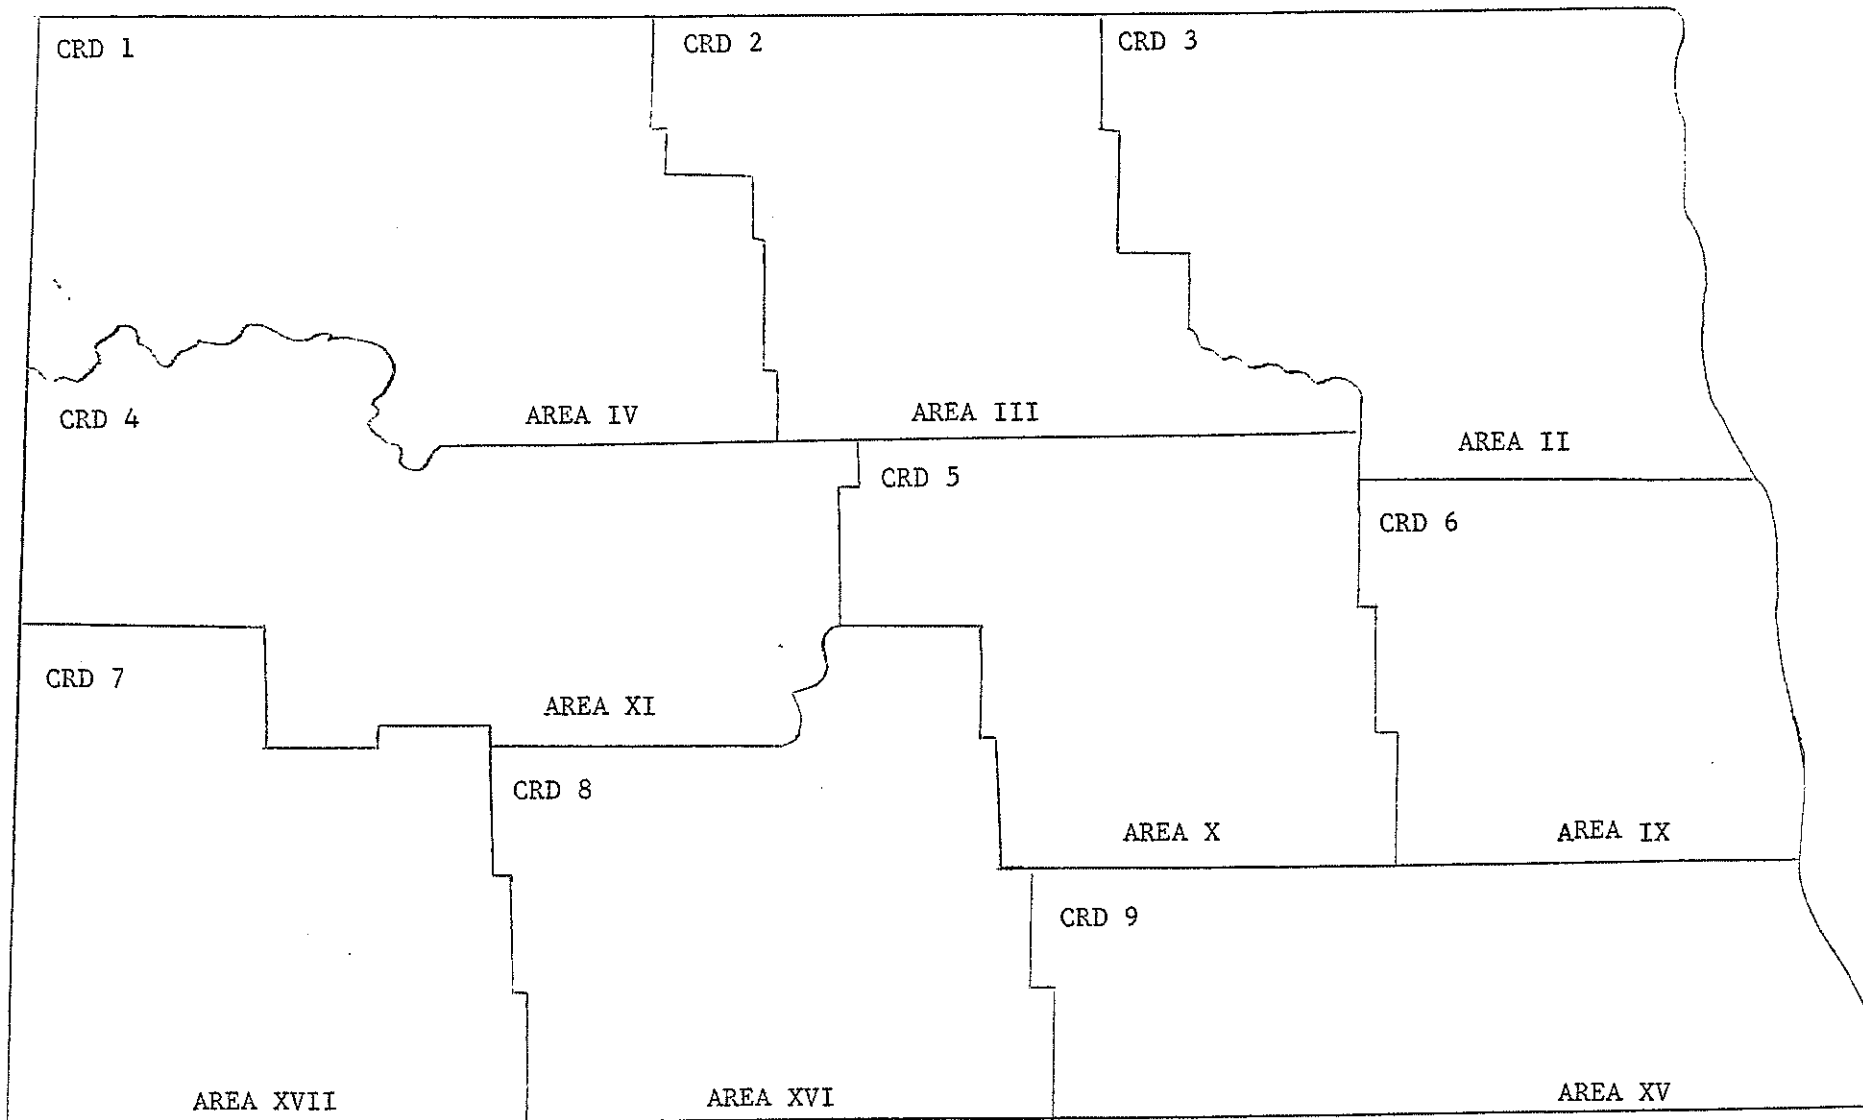 CRD 1
CRD 2
CRD 3
CRD 4
AREA IV
AREA III
AREA II
CRD 5
CRD 6
CRD 7
AREA XI
CRD 8
AREA X
AREA IX
CRD 9
AREA XVII
AREA XVI
AREA XV